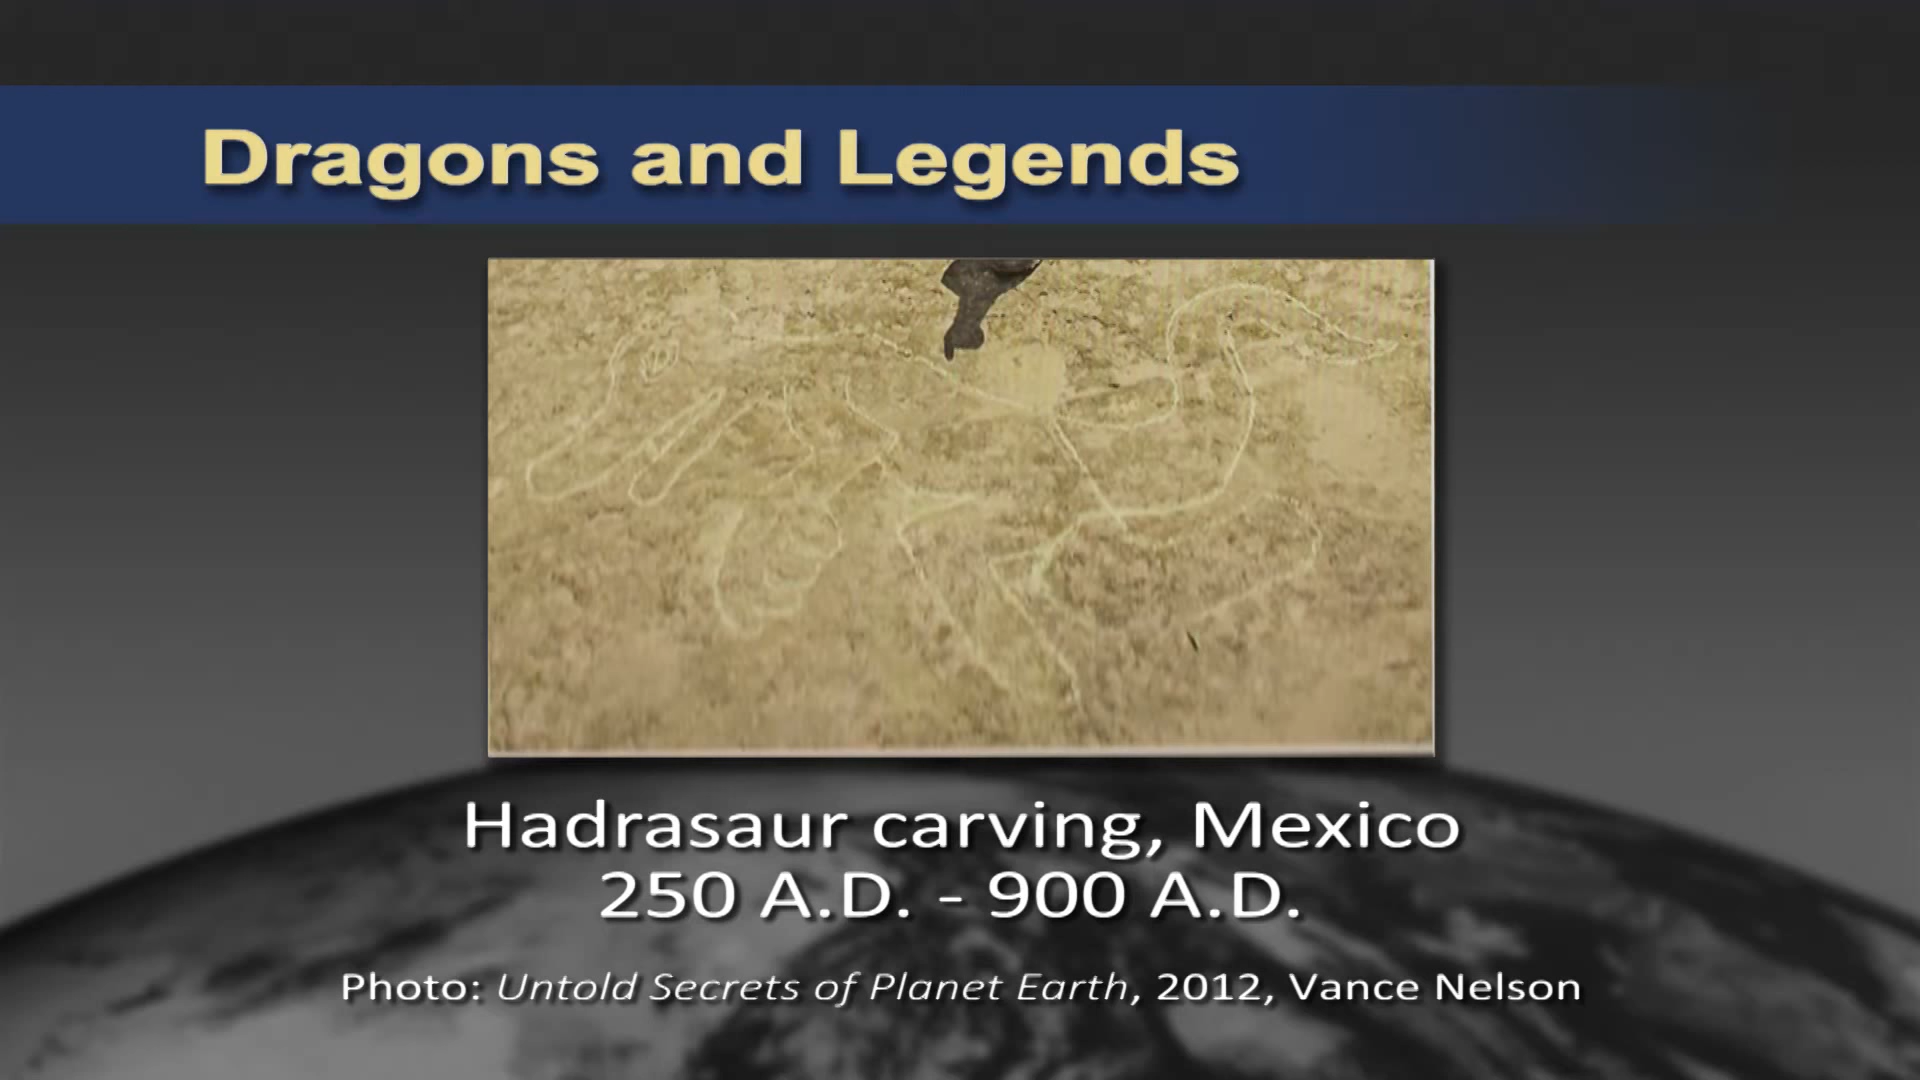 Dragons and Legends
Hadrasaur carving, Mexico
250 A.D. - 900 A.D.
Photo: Untold Secrets of Planet Earth, 2012, Vance Nelson